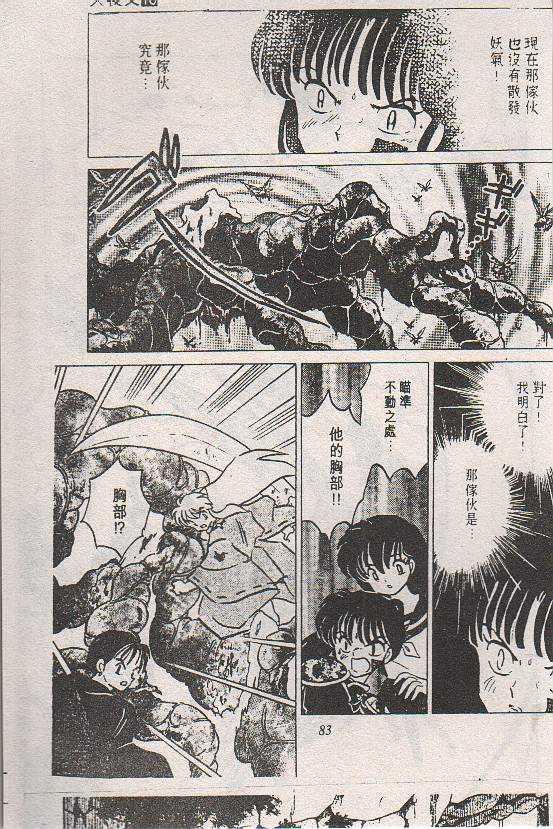 現在那傢伙
也沒有散發
妖氣！
那傢伙
究竟…
ギギ
對了！
我明白了！
那傢伙是…
瞄準
不動之處…
他的胸部!!
胸部!?
83